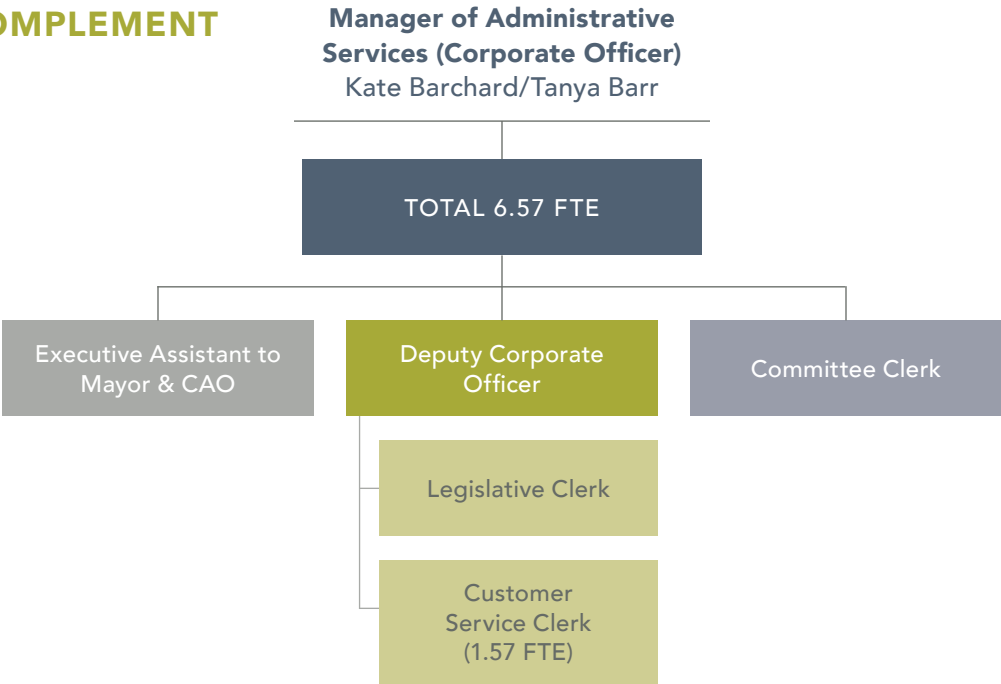 OMPLEMENT
Manager of Administrative
Services (Corporate Officer)
Kate Barchard/Tanya Barr
TOTAL 6.57 FTE
Executive Assistant to
Mayor & CAO
Deputy Corporate
Officer
Committee Clerk
Legislative Clerk
Customer
Service Clerk
(1.57 FTE)